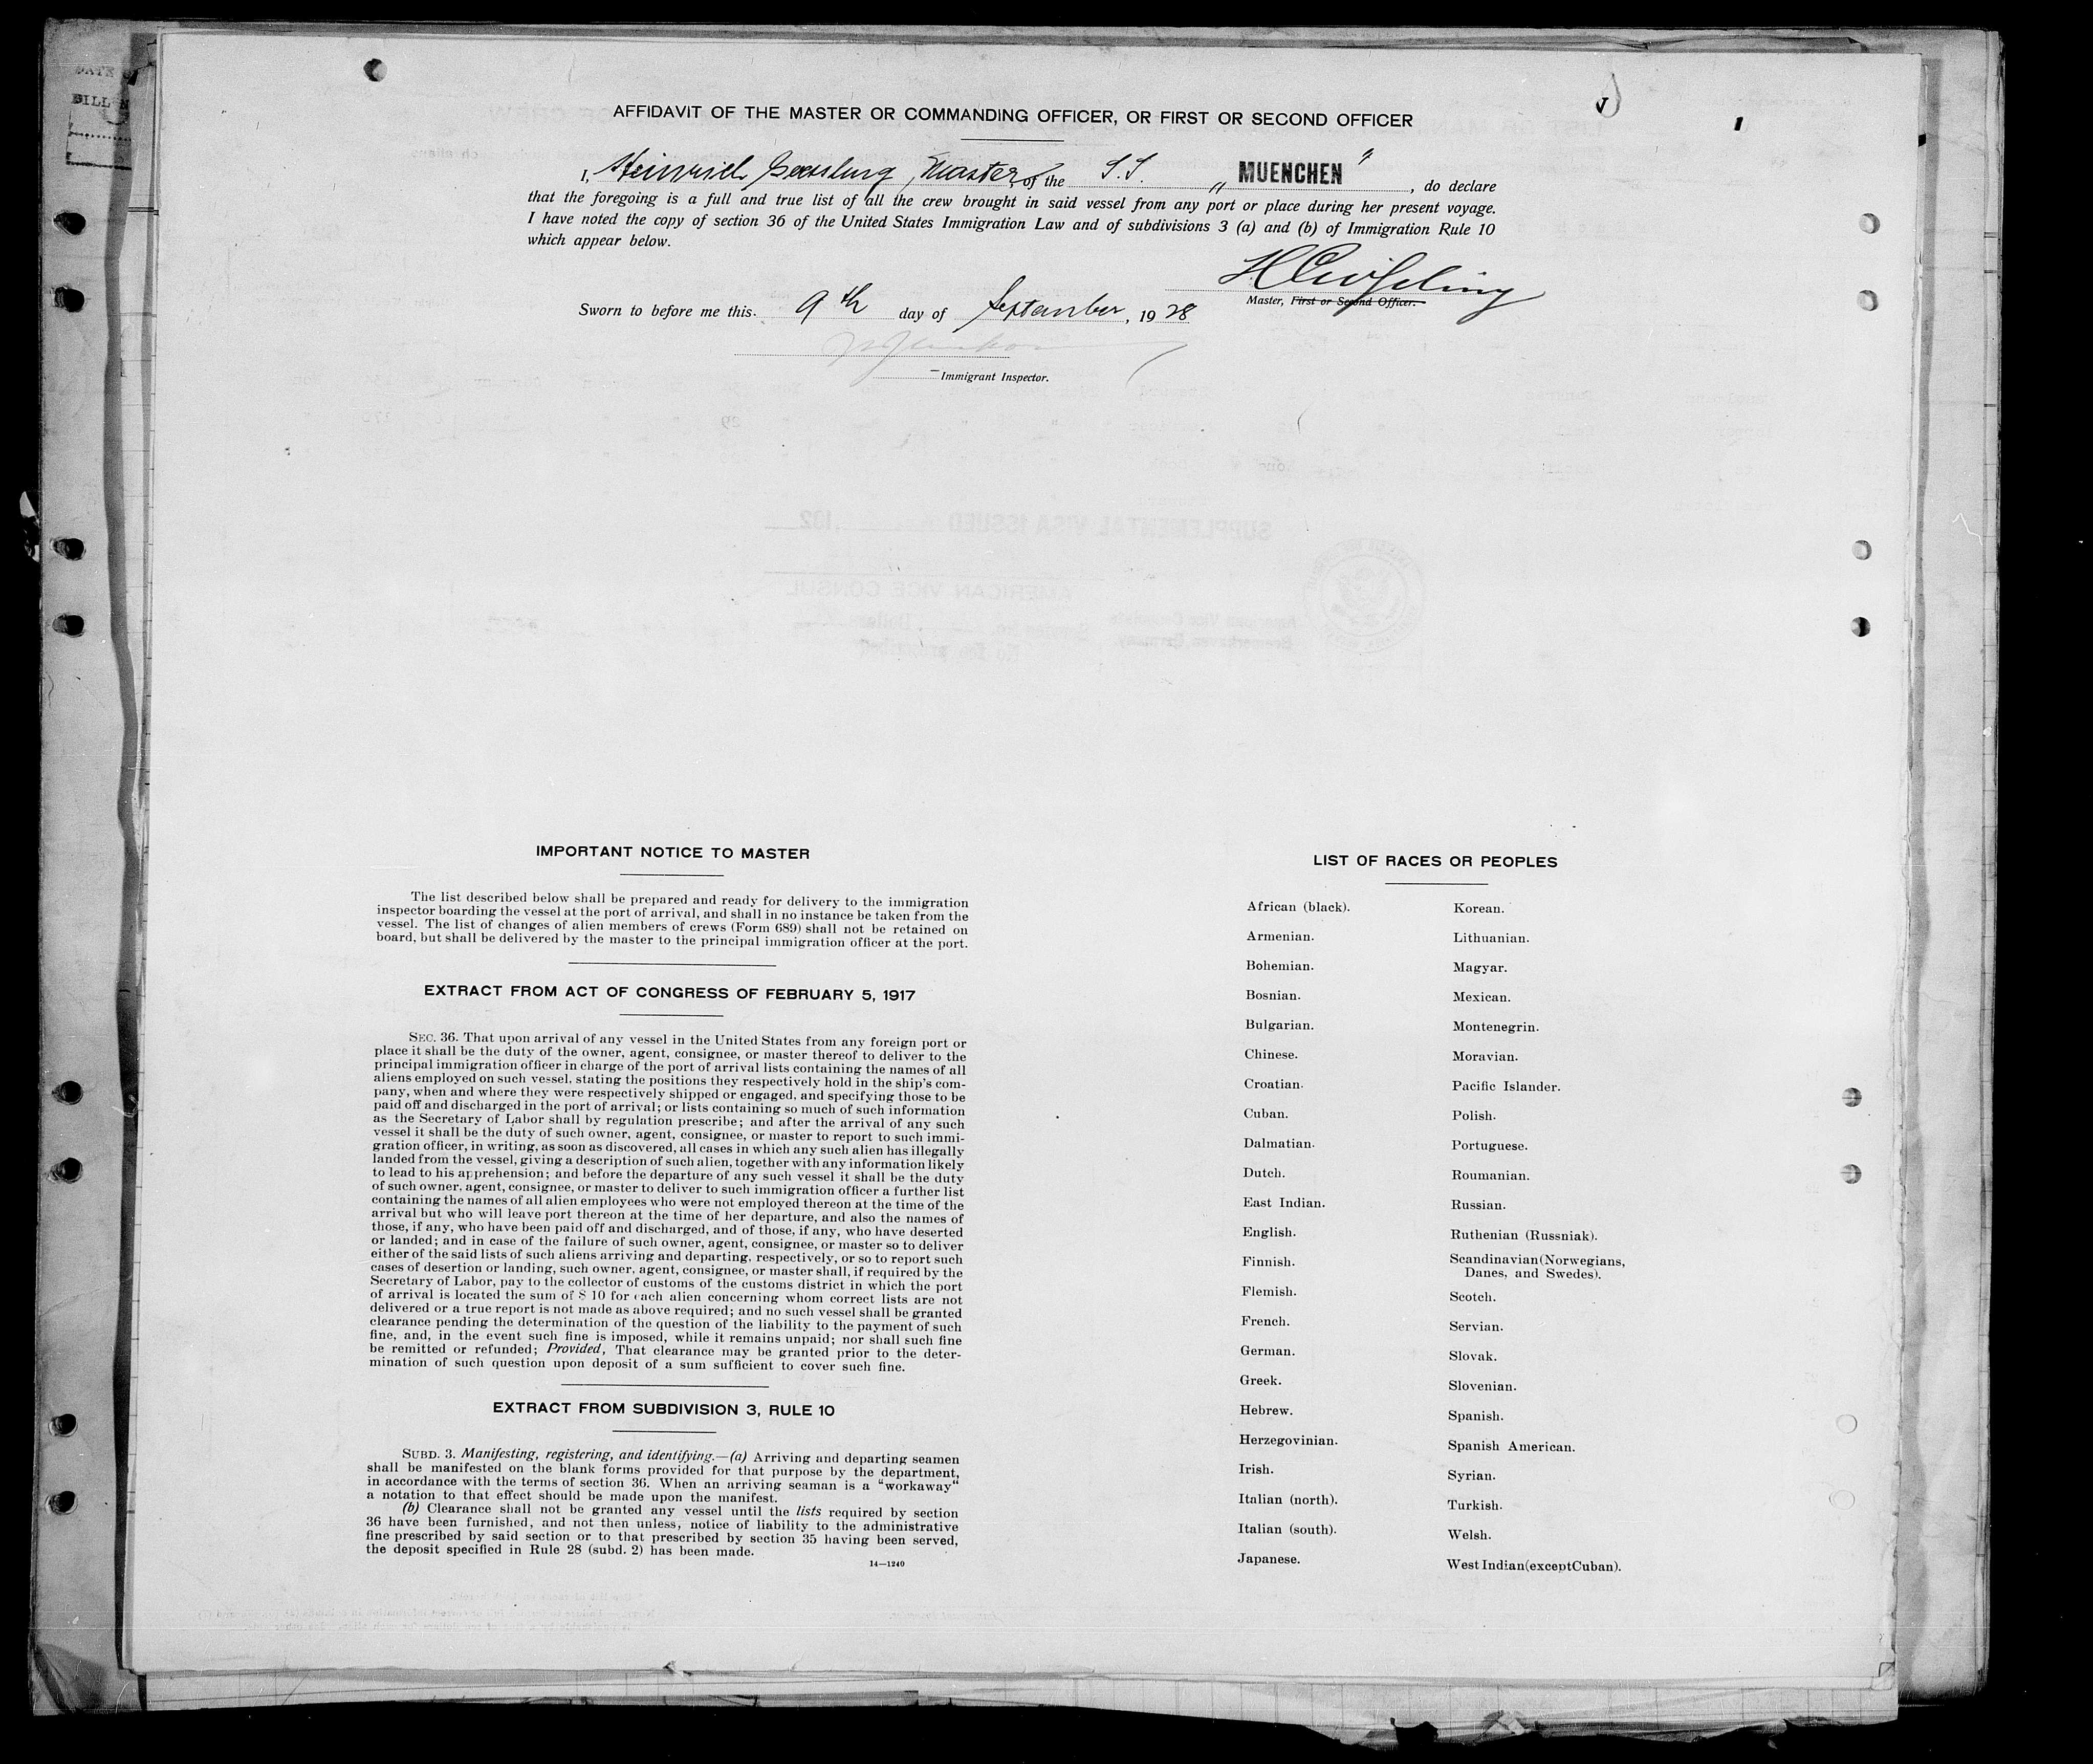 AFFIDAVIT OF THE MASTER OR COMMANDING OFFICER, OR FIRST OR SECOND OFFICER
I, Heinrich Master, of the S.S. „ MUENCHEN ", do declare
that the foregoing is a full and true list of all the crew brought in said vessel from any port or place during her present voyage.
I have noted the copy of section 36 of the United States Immigration Law and of subdivisions 3 (a) and (b) of Immigration Rule 10
which appear below.
Master, First or Second Officer.
Sworn to before me this 9th day of September, 1928
Immigrant Inspector.
IMPORTANT NOTICE TO MASTER
The list described below shall be prepared and ready for delivery to the immigration
inspector boarding the vessel at the port of arrival, and shall in no instance be taken from the
vessel. The list of changes of alien members of crews (Form 689) shall not be retained on
board, but shall be delivered by the master to the principal immigration officer at the port.
EXTRACT FROM ACT OF CONGRESS OF FEBRUARY 5, 1917
SEC. 36. That upon arrival of any vessel in the United States from any foreign port or
place it shall be the duty of the owner, agent, consignee, or master thereof to deliver to the
principal immigration officer in charge of the port of arrival lists containing the names of all
aliens employed on such vessel, stating the positions they respectively hold in the ship's com-
pany, when and where they were respectively shipped or engaged, and specifying those to be
paid off and discharged in the port of arrival; or lists containing so much of such information
as the Secretary of Labor shall by regulation prescribe; and after the arrival of any such
vessel it shall be the duty of such owner, agent, consignee, or master to report to such immi-
gration officer, in writing, as soon as discovered, all cases in which any such alien has illegally
landed from the vessel, giving a description of such alien, together with any information likely
to lead to his apprehension; and before the departure of any such vessel it shall be the duty
of such owner, agent, consignee, or master to deliver to such immigration officer a further list
containing the names of all alien employees who were not employed thereon at the time of the
arrival but who will leave port thereon at the time of her departure, and also the names of
those, if any, who have been paid off and discharged, and of those, if any, who have deserted
or landed; and in case of the failure of such owner, agent, consignee, or master so to deliver
either of the said lists of such aliens arriving and departing, respectively, or so to report such
cases of desertion or landing, such owner, agent, consignee, or master shall, if required by the
Secretary of Labor, pay to the collector of customs of the customs district in which the port
of arrival is located the sum of $ 10 for each alien concerning whom correct lists are not
delivered or a true report is not made as above required; and no such vessel shall be granted
clearance pending the determination of the question of the liability to the payment of such
fine, and, in the event such fine is imposed, while it remains unpaid; nor shall such fine
be remitted or refunded; Provided, That clearance may be granted prior to the deter-
mination of such question upon deposit of a sum sufficient to cover such fine.
EXTRACT FROM SUBDIVISION 3, RULE 10
SUBD. 3. Manifesting, registering, and identifying.—(a) Arriving and departing seamen
shall be manifested on the blank forms provided for that purpose by the department,
in accordance with the terms of section 36. When an arriving seaman is a "workaway"
a notation to that effect should be made upon the manifest.
(b) Clearance shall not be granted any vessel until the lists required by section
36 have been furnished, and not then unless, notice of liability to the administrative
fine prescribed by said section or to that prescribed by section 35 having been served,
the deposit specified in Rule 28 (subd. 2) has been made.
14—1240
LIST OF RACES OR PEOPLES
African (black).
Armenian.
Bohemian.
Bosnian.
Bulgarian.
Chinese.
Croatian.
Cuban.
Dalmatian.
Dutch.
East Indian.
English.
Finnish.
Flemish.
French.
German.
Greek.
Hebrew.
Herzegovinian.
Irish.
Italian (north).
Italian (south).
Japanese.
Korean.
Lithuanian.
Magyar.
Mexican.
Montenegrin.
Moravian.
Pacific Islander.
Polish.
Portuguese.
Roumanian.
Russian.
Ruthenian (Russniak).
Scandinavian (Norwegians,
Danes, and Swedes).
Scotch.
Servian.
Slovak.
Slovenian.
Spanish.
Spanish American.
Syrian.
Turkish.
Welsh.
West Indian (except Cuban).